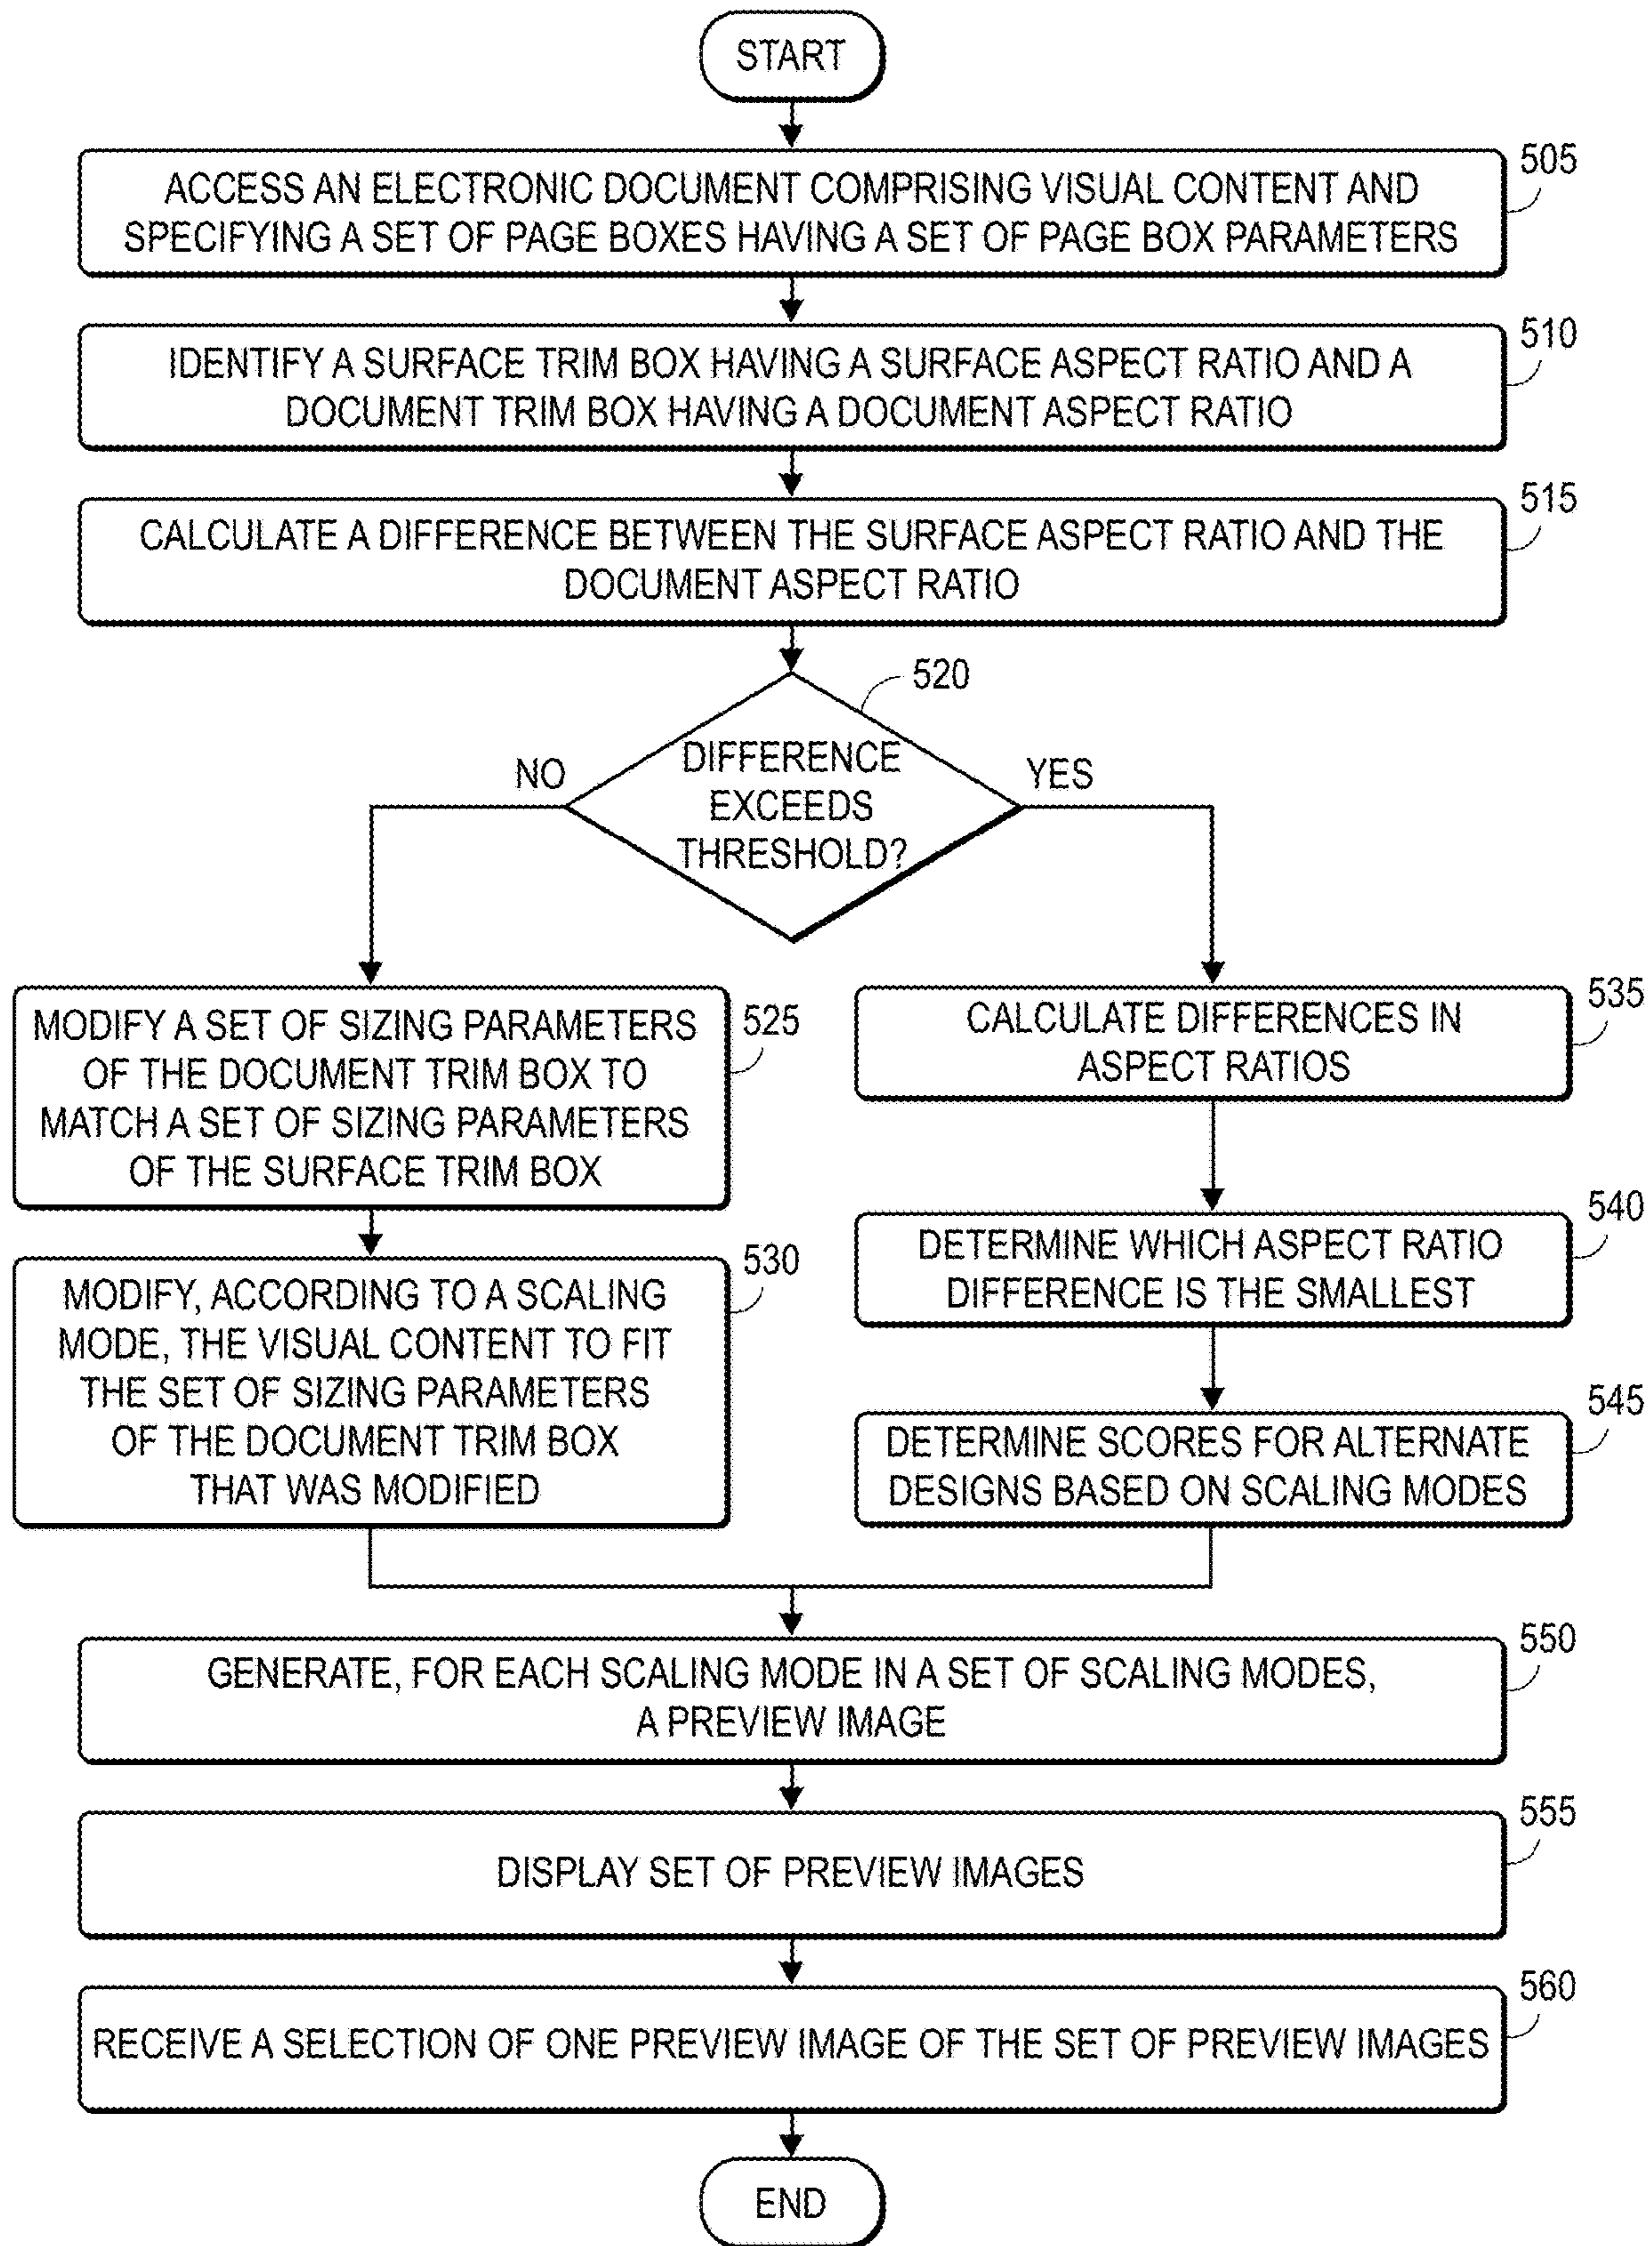 START
505
ACCESS AN ELECTRONIC DOCUMENT COMPRISING VISUAL CONTENT AND
SPECIFYING A SET OF PAGE BOXES HAVING A SET OF PAGE BOX PARAMETERS
510
IDENTIFY A SURFACE TRIM BOX HAVING A SURFACE ASPECT RATIO AND A
DOCUMENT TRIM BOX HAVING A DOCUMENT ASPECT RATIO
515
CALCULATE A DIFFERENCE BETWEEN THE SURFACE ASPECT RATIO AND THE
DOCUMENT ASPECT RATIO
520
DIFFERENCE
EXCEEDS
THRESHOLD?
NO
YES
525
MODIFY A SET OF SIZING PARAMETERS
OF THE DOCUMENT TRIM BOX TO
MATCH A SET OF SIZING PARAMETERS
OF THE SURFACE TRIM BOX
530
MODIFY, ACCORDING TO A SCALING
MODE, THE VISUAL CONTENT TO FIT
THE SET OF SIZING PARAMETERS
OF THE DOCUMENT TRIM BOX
THAT WAS MODIFIED
535
CALCULATE DIFFERENCES IN
ASPECT RATIOS
540
DETERMINE WHICH ASPECT RATIO
DIFFERENCE IS THE SMALLEST
545
DETERMINE SCORES FOR ALTERNATE
DESIGNS BASED ON SCALING MODES
550
GENERATE, FOR EACH SCALING MODE IN A SET OF SCALING MODES,
A PREVIEW IMAGE
555
DISPLAY SET OF PREVIEW IMAGES
560
RECEIVE A SELECTION OF ONE PREVIEW IMAGE OF THE SET OF PREVIEW IMAGES
END